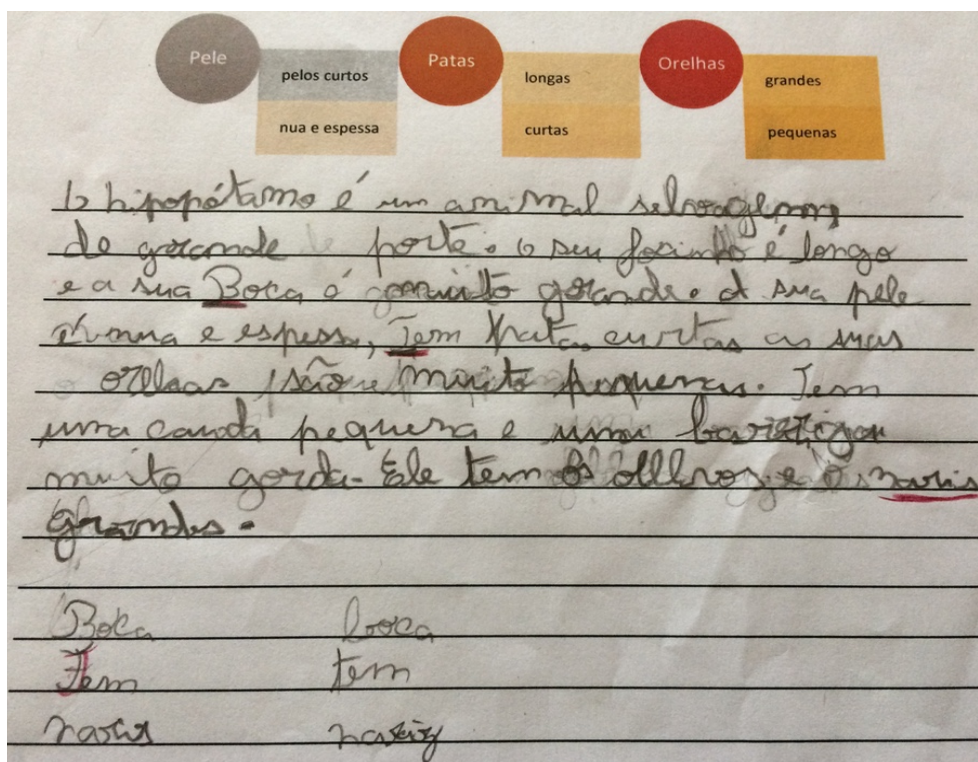 Pele Patas Orelhas
pelos curtos longas grandes
nua e espessa curtas pequenas
O hipopótamo é um animal selvagem
de grande porte. O seu focinho é longo
e a sua Boca é muito grande. A sua pele
é nua e espessa, Tem patas curtas as suas
orelhas são muito pequenas. Tem
uma cauda pequena e uma barriga
muito gorda. Ele tem os olhos e o naris
grandes.
Boca boca
Tem tem
naris nariz